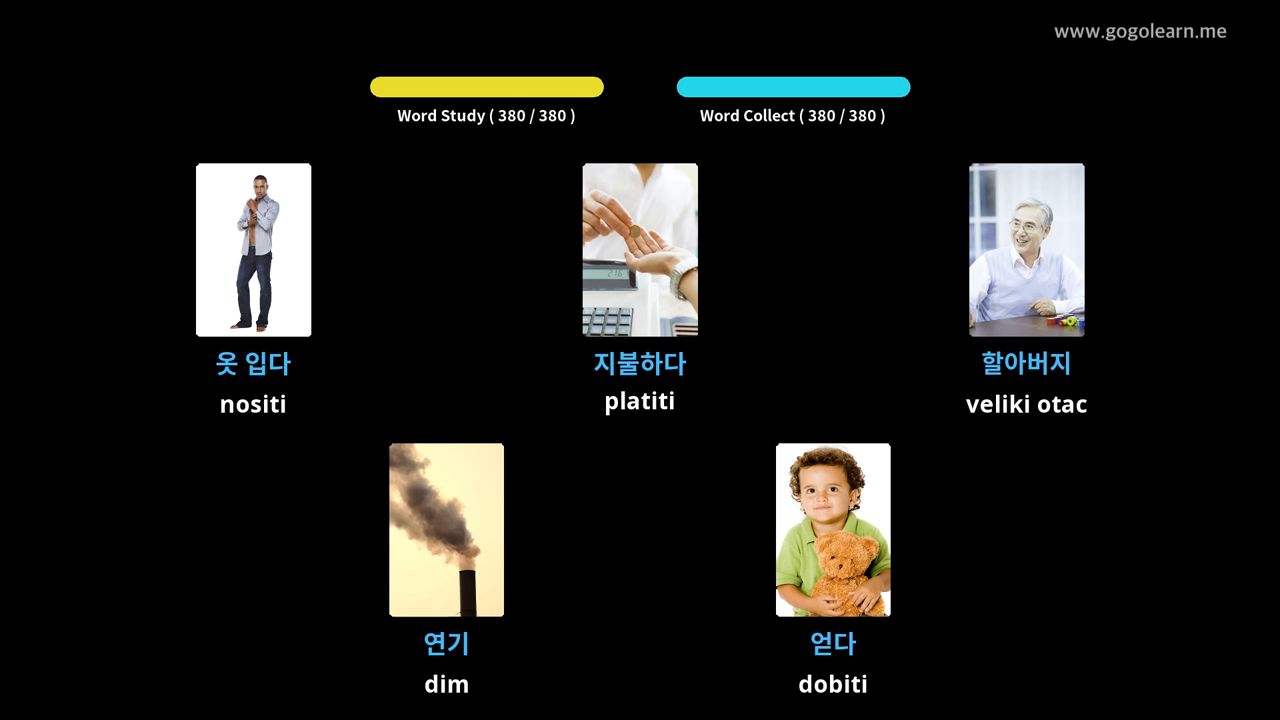 www.gogolearn.me
Word Study ( 380 / 380 )
Word Collect ( 380 / 380 )
옷 입다
지불하다
할아버지
nositi
platiti
veliki otac
연기
얻다
dim
dobiti